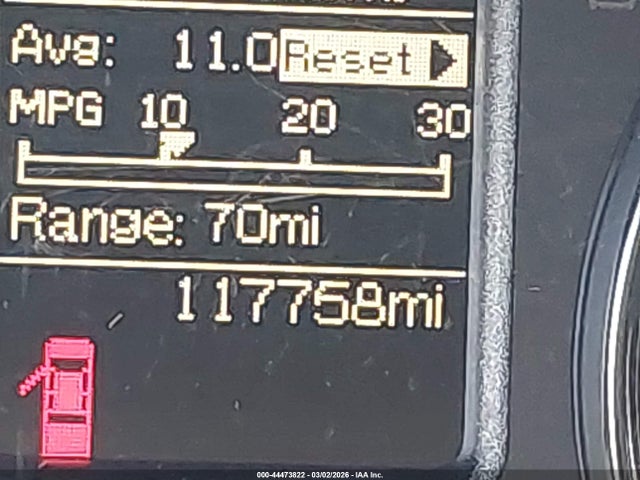 Avg: 11.0 Reset
MPG 10 20 30
Range: 70mi
117758mi
000-44473822 - 03/02/2026 - IAA Inc.